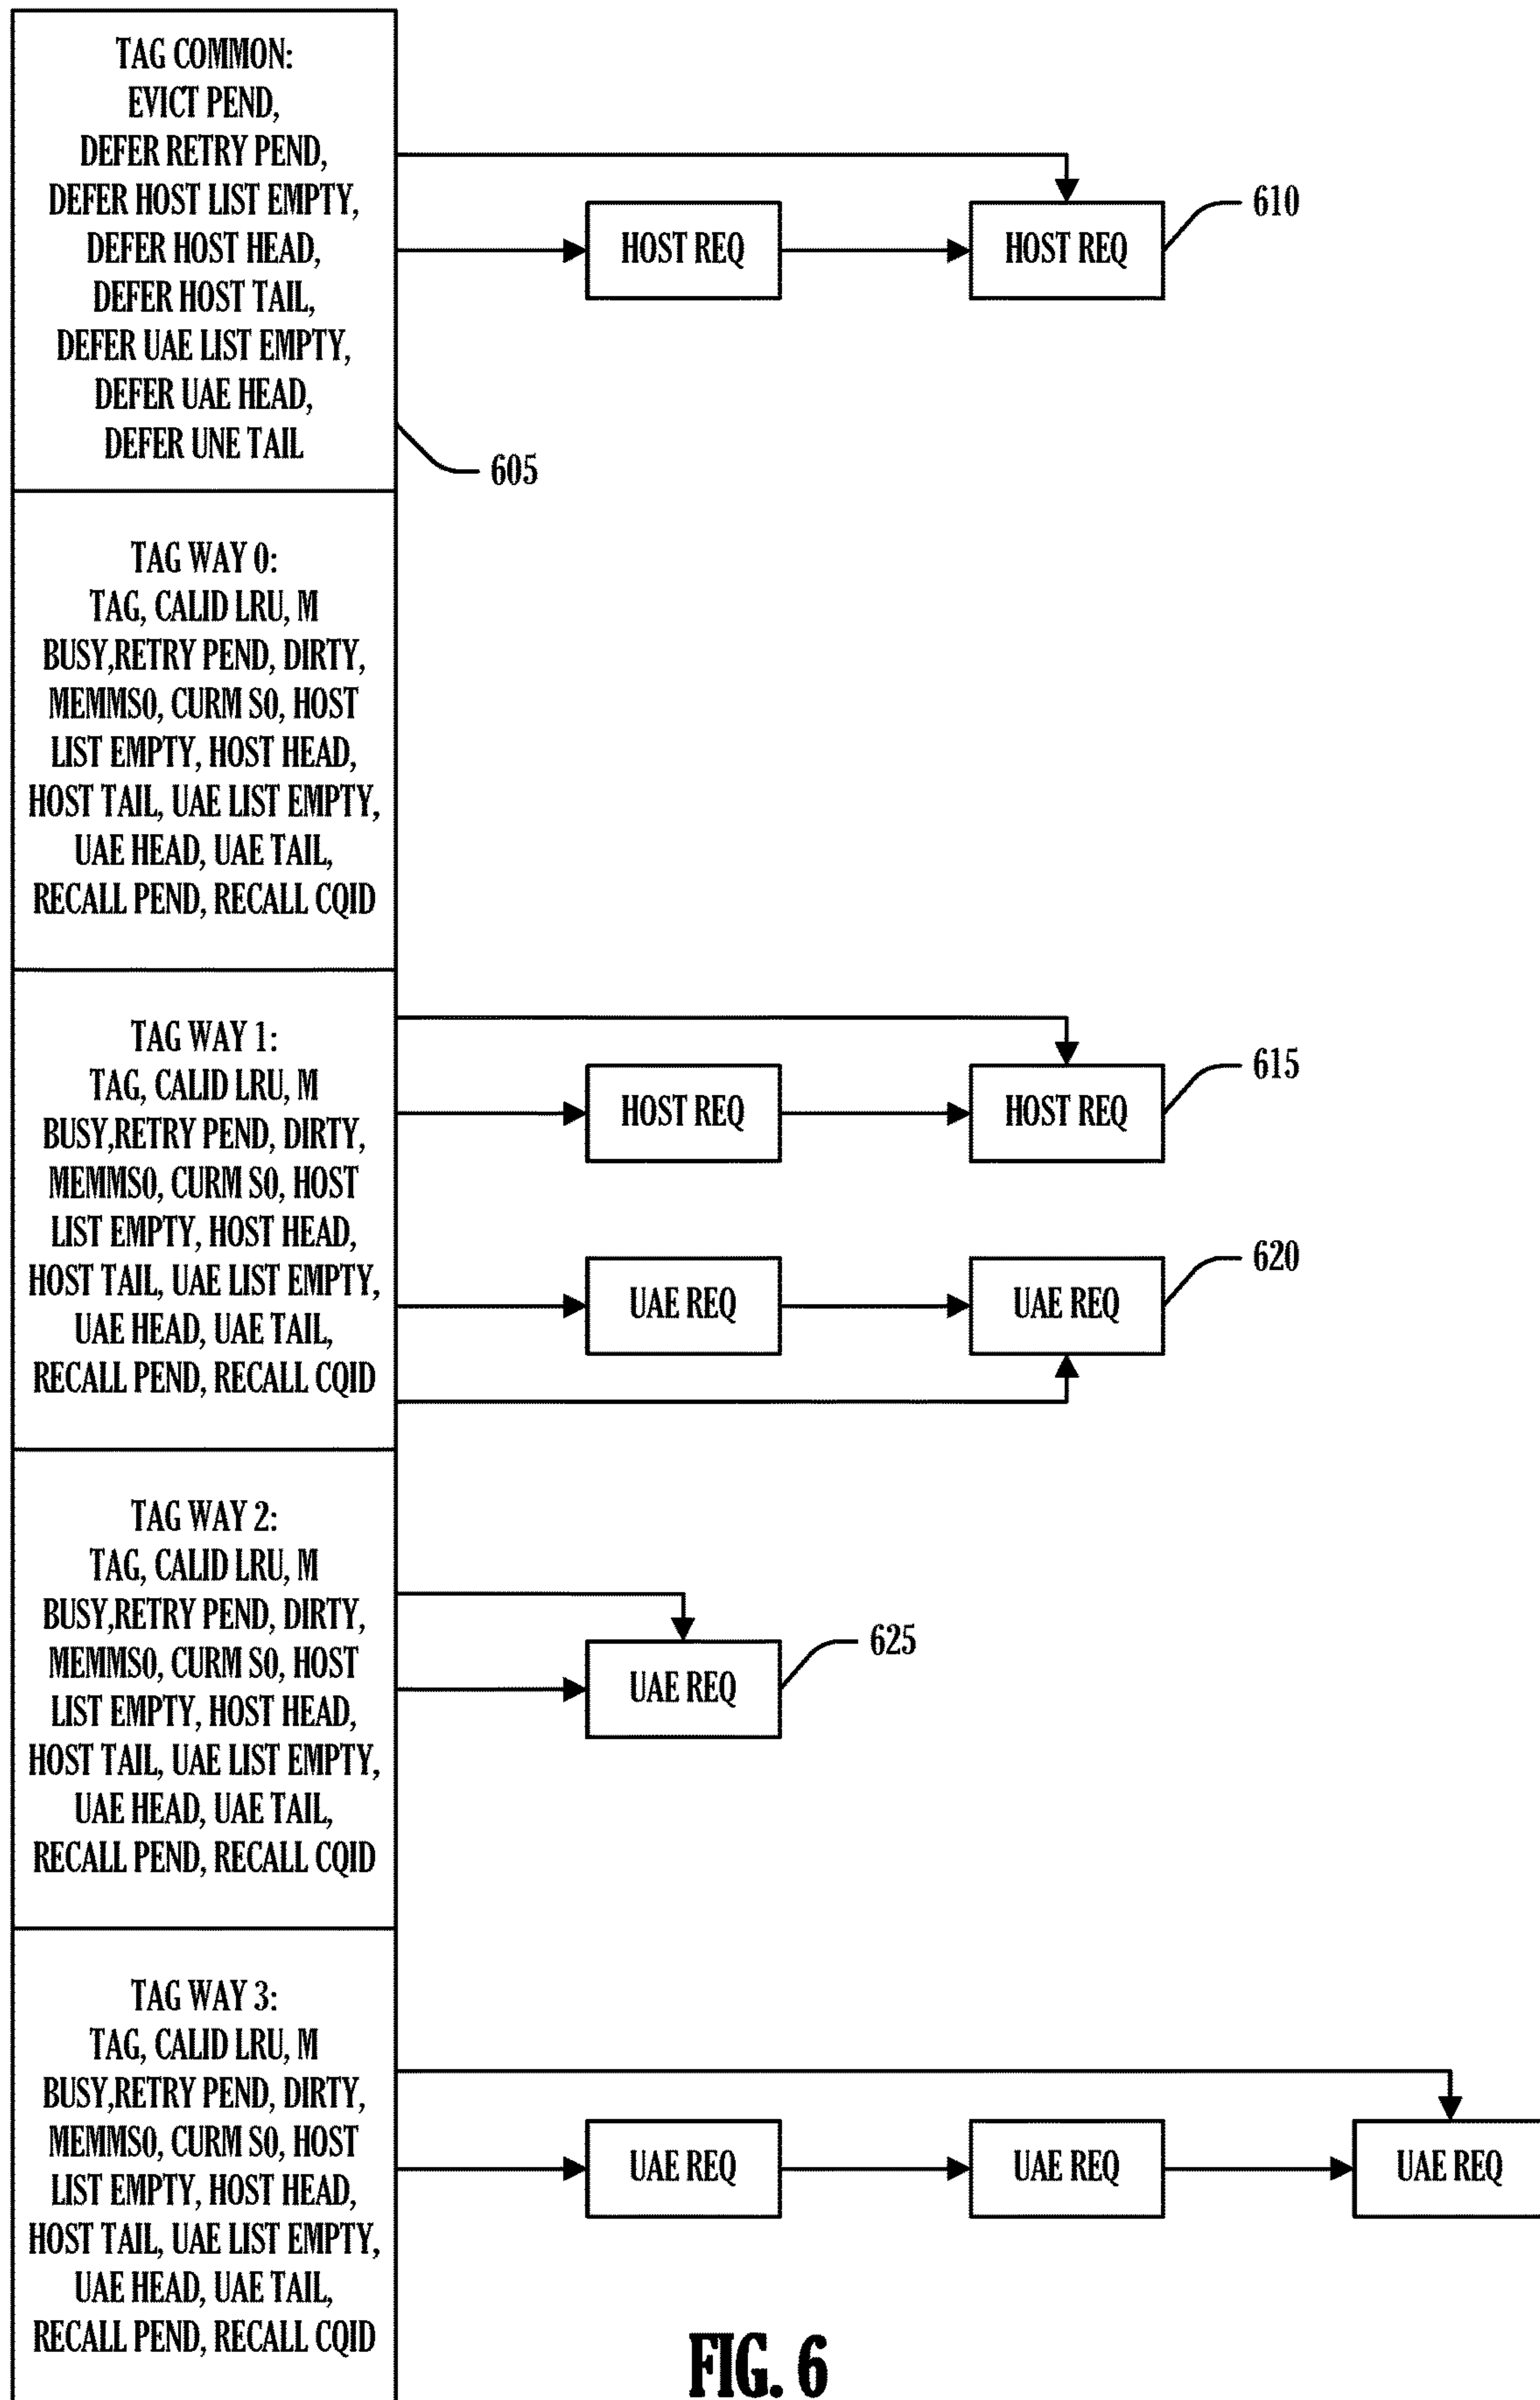 TAG COMMON:
EVICT PEND,
DEFER RETRY PEND,
DEFER HOST LIST EMPTY,
DEFER HOST HEAD,
DEFER HOST TAIL,
DEFER UAE LIST EMPTY,
DEFER UAE HEAD,
DEFER UNE TAIL
HOST REQ
HOST REQ
610
605
TAG WAY 0:
TAG, CALID LRU, M
BUSY,RETRY PEND, DIRTY,
MEMMSO, CURM SO, HOST
LIST EMPTY, HOST HEAD,
HOST TAIL, UAE LIST EMPTY,
UAE HEAD, UAE TAIL,
RECALL PEND, RECALL CQID
TAG WAY 1:
TAG, CALID LRU, M
BUSY,RETRY PEND, DIRTY,
MEMMSO, CURM SO, HOST
LIST EMPTY, HOST HEAD,
HOST TAIL, UAE LIST EMPTY,
UAE HEAD, UAE TAIL,
RECALL PEND, RECALL CQID
HOST REQ
HOST REQ
615
UAE REQ
UAE REQ
620
TAG WAY 2:
TAG, CALID LRU, M
BUSY,RETRY PEND, DIRTY,
MEMMSO, CURM SO, HOST
LIST EMPTY, HOST HEAD,
HOST TAIL, UAE LIST EMPTY,
UAE HEAD, UAE TAIL,
RECALL PEND, RECALL CQID
UAE REQ
625
TAG WAY 3:
TAG, CALID LRU, M
BUSY,RETRY PEND, DIRTY,
MEMMSO, CURM SO, HOST
LIST EMPTY, HOST HEAD,
HOST TAIL, UAE LIST EMPTY,
UAE HEAD, UAE TAIL,
RECALL PEND, RECALL CQID
UAE REQ
UAE REQ
UAE REQ
FIG. 6